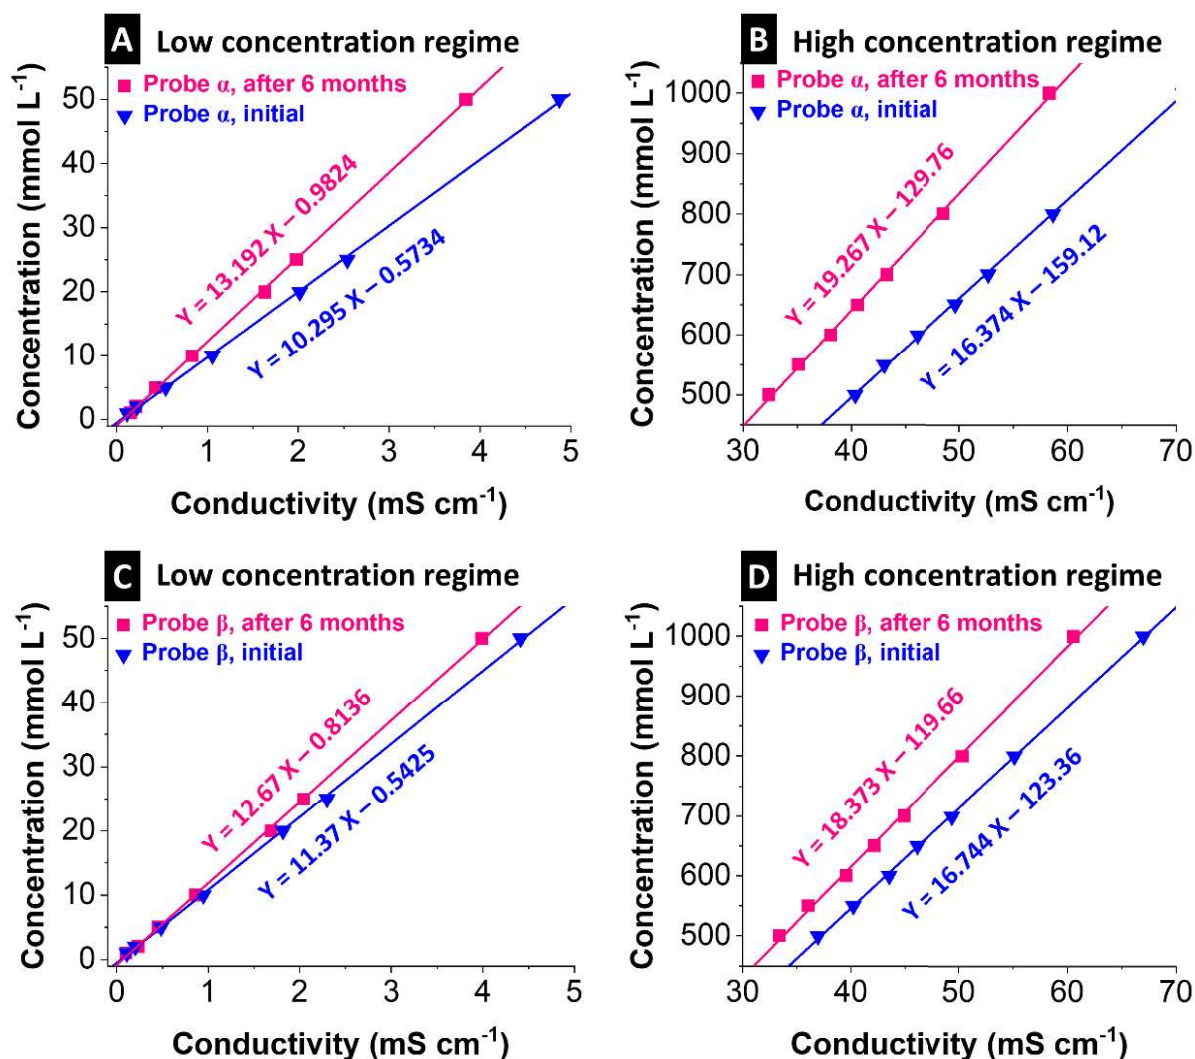 A Low concentration regime
Probe α, after 6 months
Probe α, initial
Y = 13.192 X – 0.9824
Y = 10.295 X – 0.5734
Concentration (mmol L⁻¹)
50
40
30
20
10
0
0 1 2 3 4 5
Conductivity (mS cm⁻¹)
B High concentration regime
Probe α, after 6 months
Probe α, initial
Y = 19.267 X – 129.76
Y = 16.374 X – 159.12
Concentration (mmol L⁻¹)
1000
900
800
700
600
500
30 40 50 60 70
Conductivity (mS cm⁻¹)
C Low concentration regime
Probe β, after 6 months
Probe β, initial
Y = 12.67 X – 0.8136
Y = 11.37 X – 0.5425
Concentration (mmol L⁻¹)
50
40
30
20
10
0
0 1 2 3 4 5
Conductivity (mS cm⁻¹)
D High concentration regime
Probe β, after 6 months
Probe β, initial
Y = 18.373 X – 119.66
Y = 16.744 X – 123.36
Concentration (mmol L⁻¹)
1000
900
800
700
600
500
30 40 50 60 70
Conductivity (mS cm⁻¹)